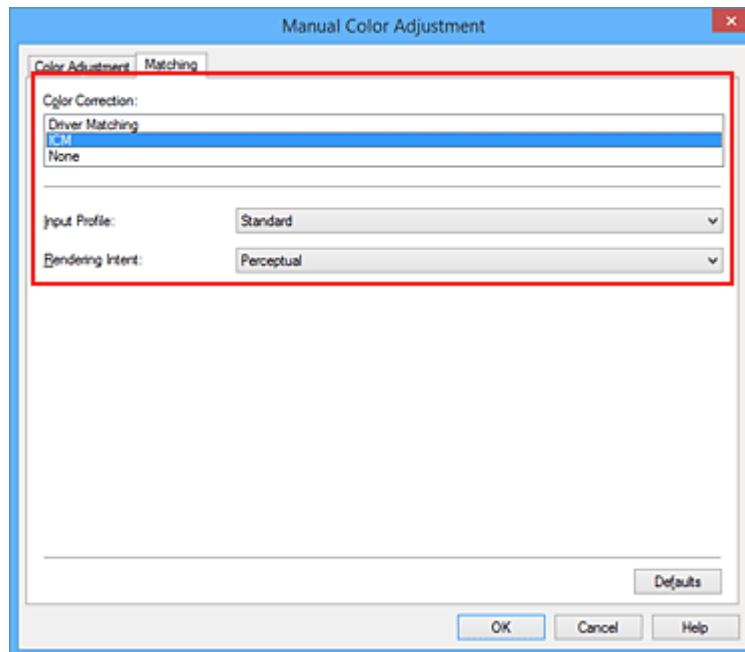 Manual Color Adjustment
Color Adjustment Matching
Color Correction:
Driver Matching
ICM
None
Input Profile: Standard
Rendering Intent: Perceptual
Defaults
OK Cancel Help